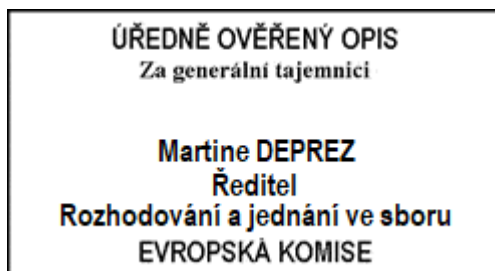 ÚŘEDNĚ OVĚŘENÝ OPIS
Za generální tajemnici
Martine DEPREZ
Ředitel
Rozhodování a jednání ve sboru
EVROPSKÁ KOMISE